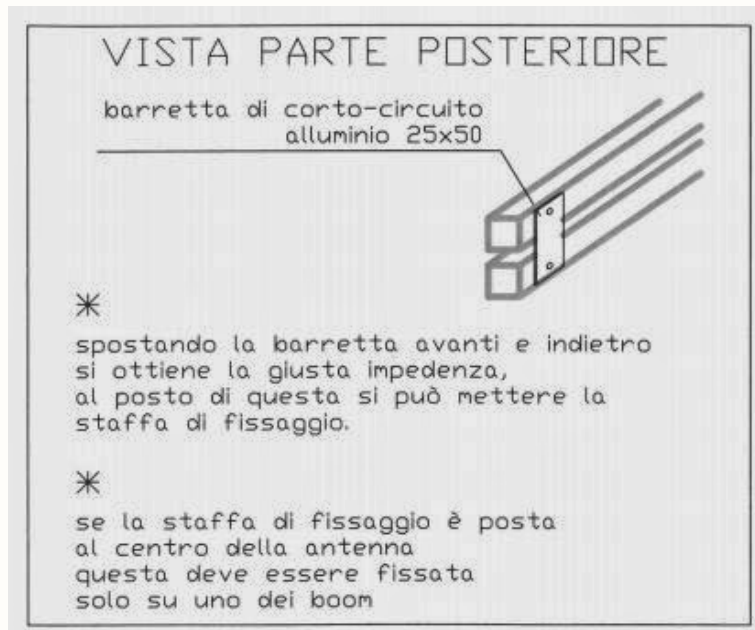 VISTA PARTE POSTERIORE
barretta di corto-circuito
alluminio 25x50
*
spostando la barretta avanti e indietro
si ottiene la giusta impedenza,
al posto di questa si può mettere la
staffa di fissaggio.
*
se la staffa di fissaggio è posta
al centro della antenna
questa deve essere fissata
solo su uno dei boom